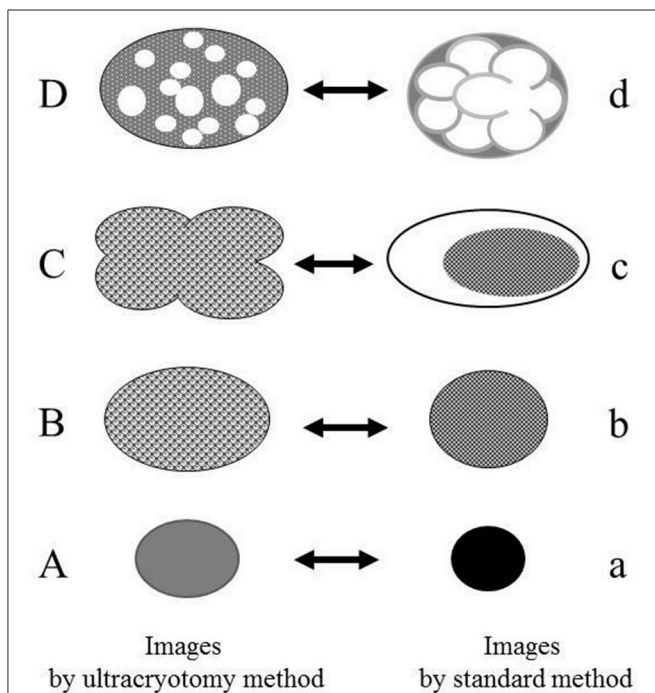 D d
C c
B b
A a
Images Images
by ultracryotomy method by standard method